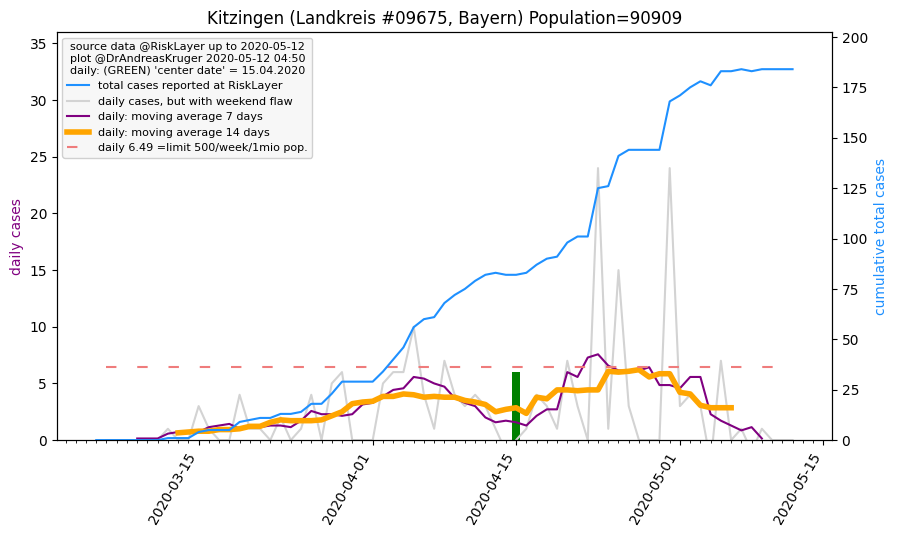 Kitzingen (Landkreis #09675, Bayern) Population=90909
source data @RiskLayer up to 2020-05-12
plot @DrAndreasKruger 2020-05-12 04:50
daily: (GREEN) 'center date' = 15.04.2020
total cases reported at RiskLayer
daily cases, but with weekend flaw
daily: moving average 7 days
daily: moving average 14 days
daily 6.49 =limit 500/week/1mio pop.
daily cases
35
30
25
20
15
10
5
0
cumulative total cases
200
175
150
125
100
75
50
25
0
2020-03-15
2020-04-01
2020-04-15
2020-05-01
2020-05-15